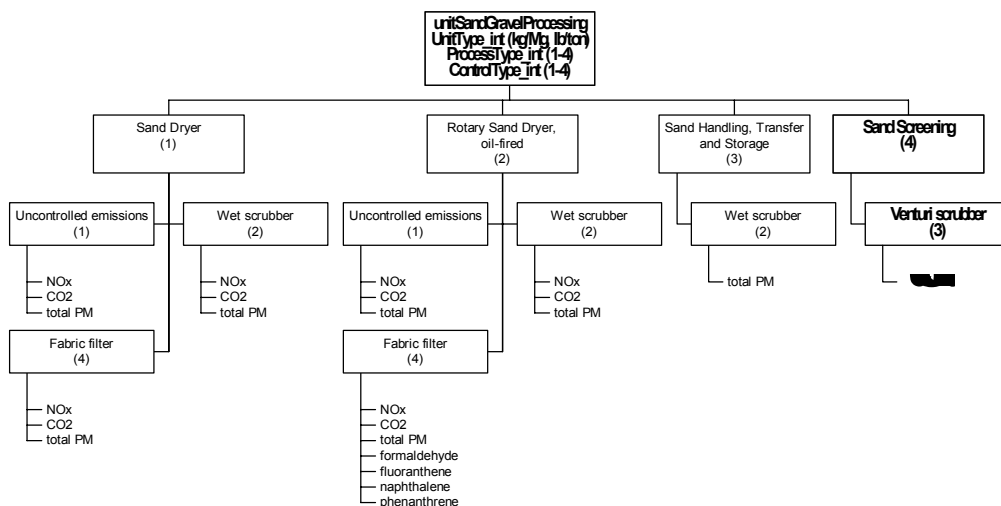 unitSandGravelProcessing
UnitType_int (kg/Mg, lb/ton)
ProcessType_int (1-4)
ControlType_int (1-4)
Sand Dryer
(1)
Rotary Sand Dryer,
oil-fired
(2)
Sand Handling, Transfer
and Storage
(3)
Sand Screening
(4)
Uncontrolled emissions
(1)
Wet scrubber
(2)
Uncontrolled emissions
(1)
Wet scrubber
(2)
Wet scrubber
(2)
Venturi scrubber
(3)
NOx
CO2
total PM
NOx
CO2
total PM
NOx
CO2
total PM
NOx
CO2
total PM
total PM
Fabric filter
(4)
Fabric filter
(4)
NOx
CO2
total PM
NOx
CO2
total PM
formaldehyde
fluoranthene
naphthalene
phenanthrene